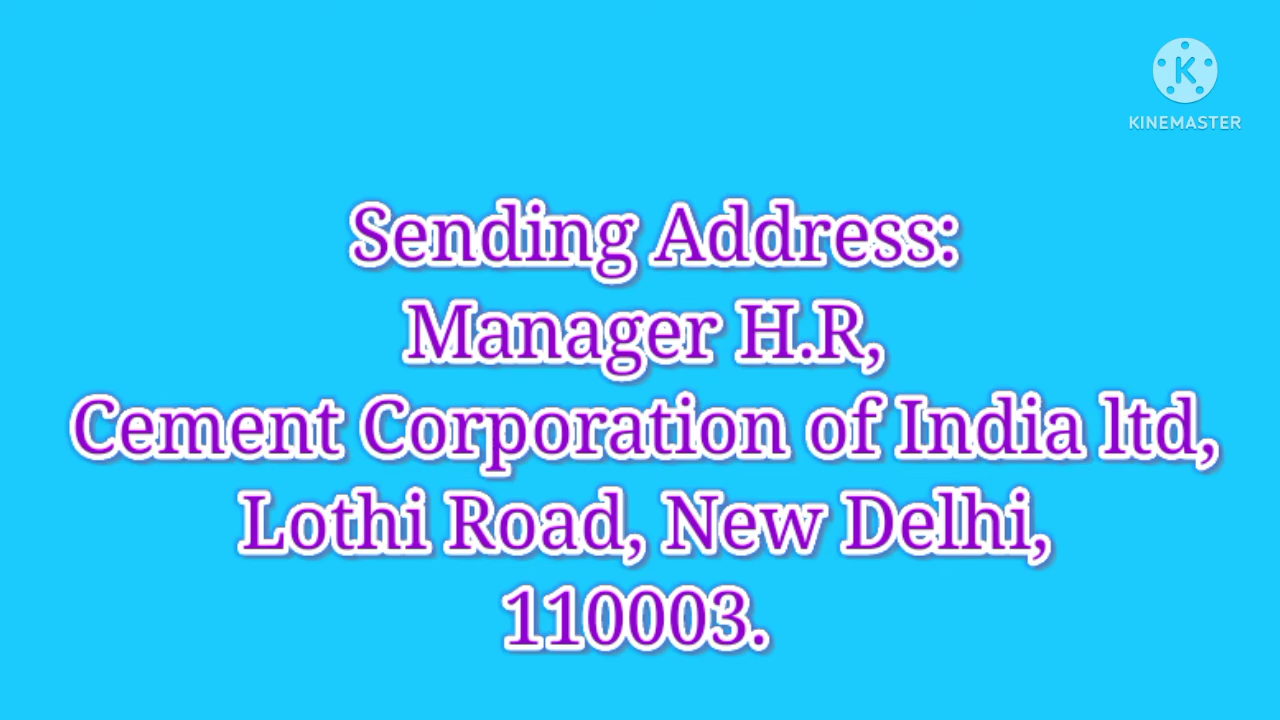 KINEMASTER
Sending Address:
Manager H.R,
Cement Corporation of India ltd,
Lothi Road, New Delhi,
110003.